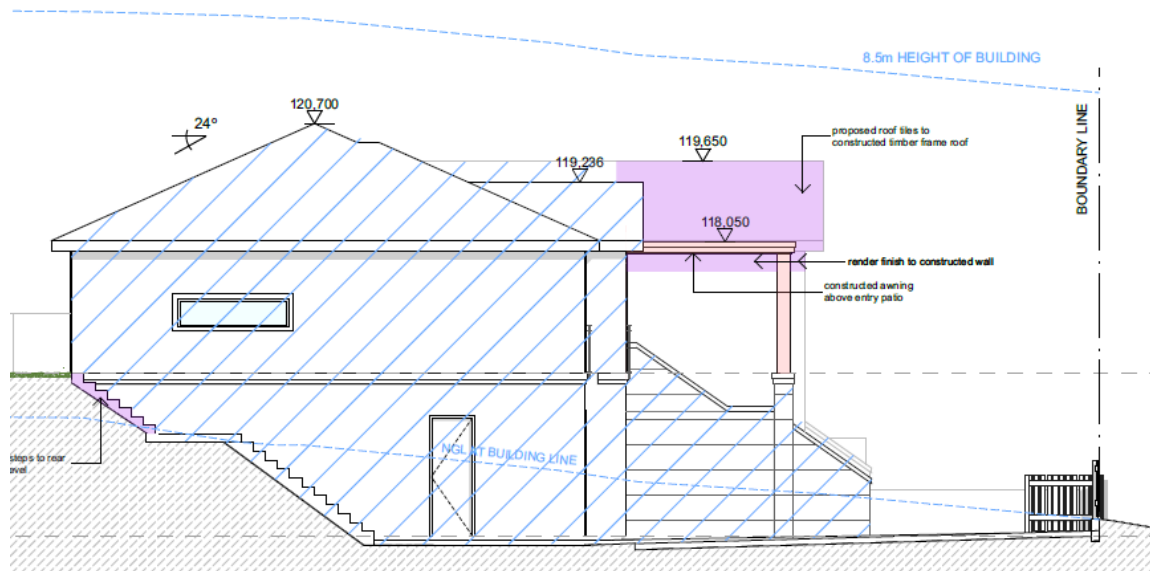 8.5m HEIGHT OF BUILDING
120,700
24°
119,650
proposed roof tiles to
constructed timber frame roof
119,236
BOUNDARY LINE
118,050
render finish to constructed wall
constructed awning
above entry patio
NGL AT BUILDING LINE
steps to rear
evel